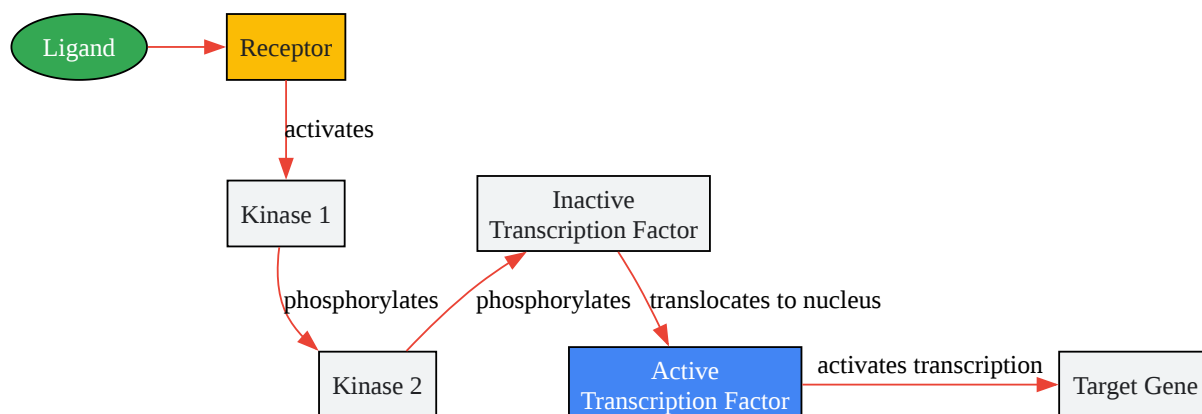 Ligand
Receptor
activates
Kinase 1
Inactive
Transcription Factor
phosphorylates
phosphorylates
translocates to nucleus
Kinase 2
Active
Transcription Factor
activates transcription
Target Gene